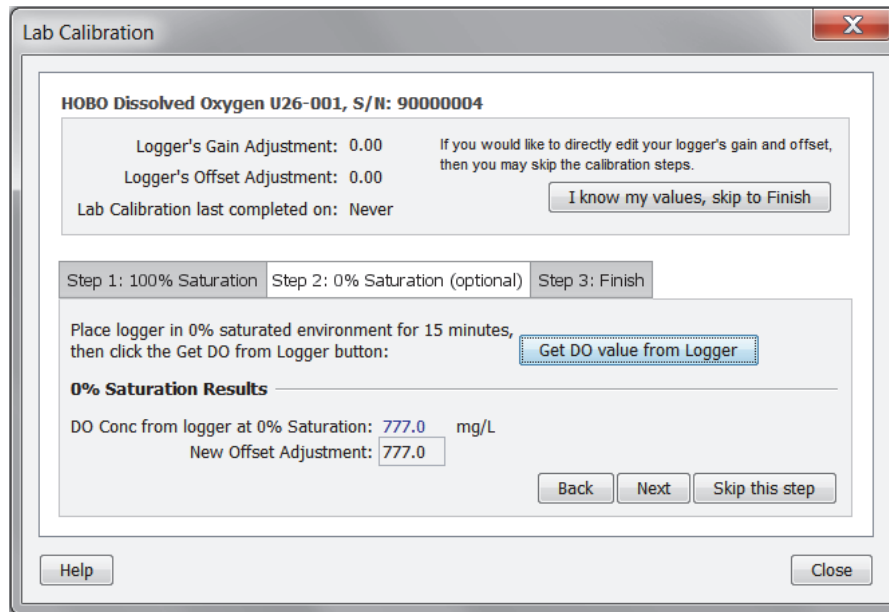 Lab Calibration
HOBO Dissolved Oxygen U26-001, S/N: 90000004
Logger's Gain Adjustment: 0.00
Logger's Offset Adjustment: 0.00
Lab Calibration last completed on: Never
If you would like to directly edit your logger's gain and offset,
then you may skip the calibration steps.
I know my values, skip to Finish
Step 1: 100% Saturation Step 2: 0% Saturation (optional) Step 3: Finish
Place logger in 0% saturated environment for 15 minutes,
then click the Get DO from Logger button:
Get DO value from Logger
0% Saturation Results
DO Conc from logger at 0% Saturation: 777.0 mg/L
New Offset Adjustment: 777.0
Back Next Skip this step
Help Close